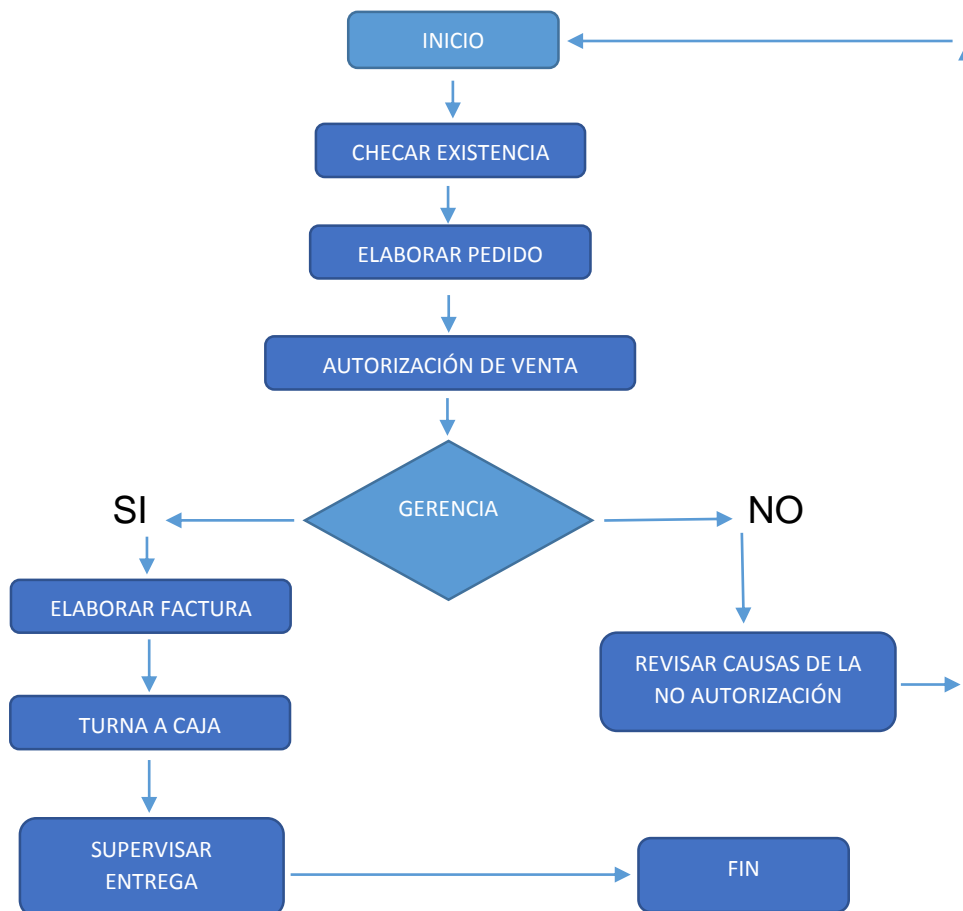 INICIO
CHECAR EXISTENCIA
ELABORAR PEDIDO
AUTORIZACIÓN DE VENTA
GERENCIA
SI
NO
ELABORAR FACTURA
REVISAR CAUSAS DE LA
NO AUTORIZACIÓN
TURNA A CAJA
SUPERVISAR
ENTREGA
FIN